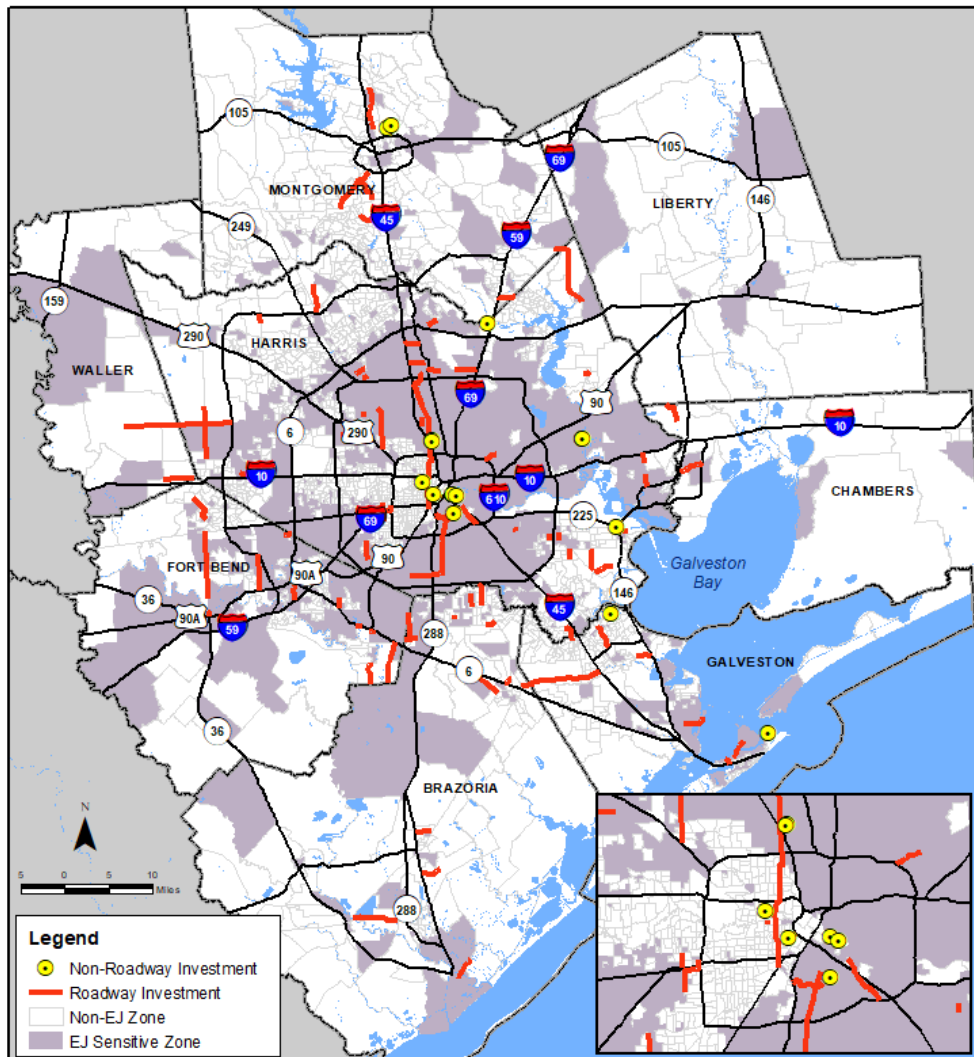 105
69
105
MONTGOMERY
LIBERTY
146
45
249
59
159
290
HARRIS
WALLER
69
90
6
290
10
10
10
610
CHAMBERS
69
225
90
Galveston
Bay
FORT BEND
90A
146
36
90A
59
45
288
GALVESTON
6
36
BRAZORIA
N
5 0 5 10
Miles
288
Legend
Non-Roadway Investment
Roadway Investment
Non-EJ Zone
EJ Sensitive Zone